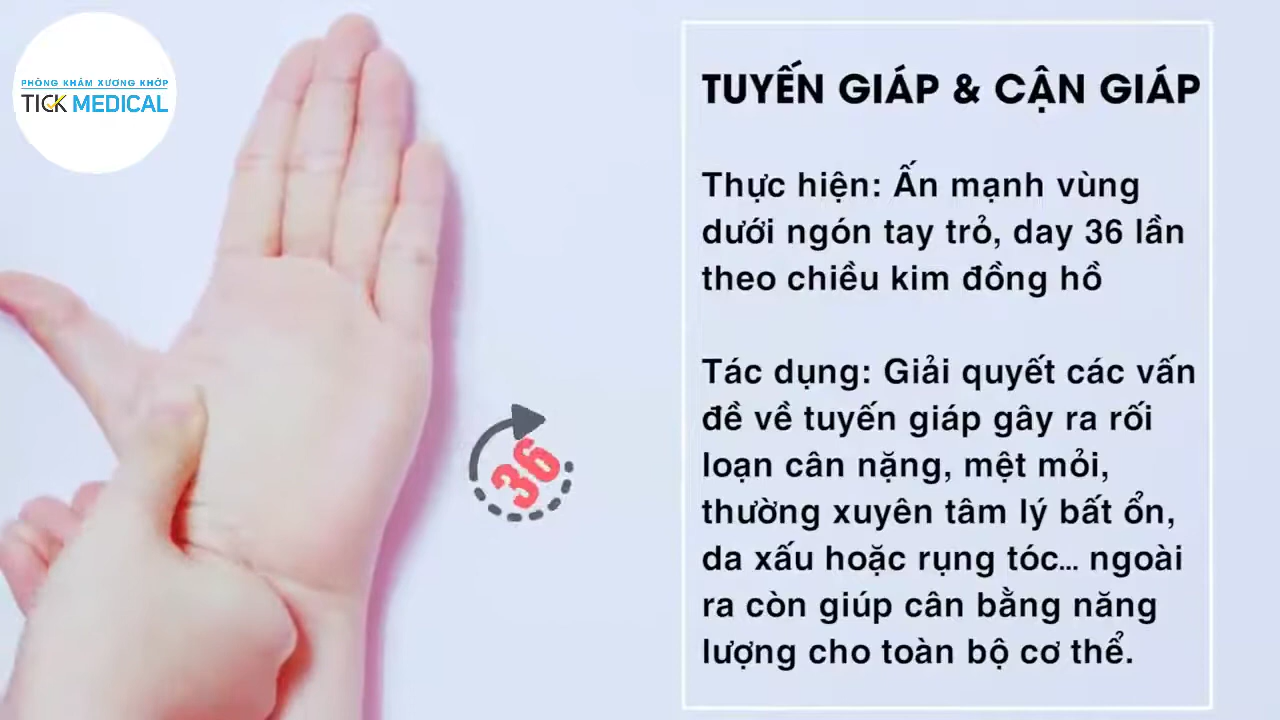 PHÒNG KHÁM XƯƠNG KHỚP
TICK MEDICAL
TUYẾN GIÁP & CẬN GIÁP
Thực hiện: Ấn mạnh vùng
dưới ngón tay trỏ, day 36 lần
theo chiều kim đồng hồ
Tác dụng: Giải quyết các vấn
đề về tuyến giáp gây ra rối
loạn cân nặng, mệt mỏi,
thường xuyên tâm lý bất ổn,
da xấu hoặc rụng tóc... ngoài
ra còn giúp cân bằng năng
lượng cho toàn bộ cơ thể.
36